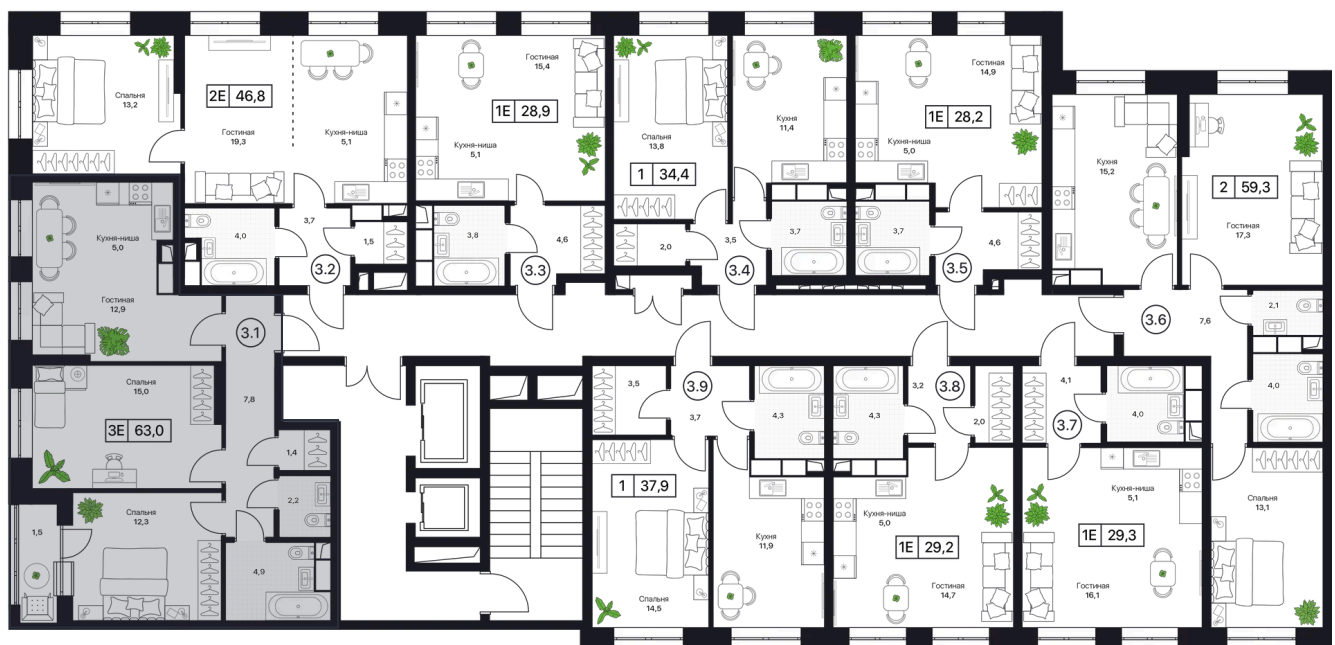 Спальня
13,2
2Е 46,8
Гостиная
19,3
Кухня-ниша
5,1
4,0
3,7
1,5
3.2
Гостиная
15,4
1Е 28,9
Кухня-ниша
5,1
3,8
4,6
3.3
Спальня
13,8
1 34,4
Кухня
11,4
2,0
3,5
3,7
3.4
Гостиная
14,9
1Е 28,2
Кухня-ниша
5,0
3,7
4,6
3.5
Кухня
15,2
2 59,3
Гостиная
17,3
3.6
7,6
2,1
4,0
Спальня
13,1
Кухня-ниша
5,0
Гостиная
12,9
3.1
Спальня
15,0
7,8
3Е 63,0
1,4
2,2
Спальня
12,3
1,5
4,9
3,5
3.9
3,7
4,3
1 37,9
Кухня
11,9
Спальня
14,5
4,3
3,2
3.8
2,0
Кухня-ниша
5,0
1Е 29,2
Гостиная
14,7
4,1
3.7
4,0
Кухня-ниша
5,1
1Е 29,3
Гостиная
16,1